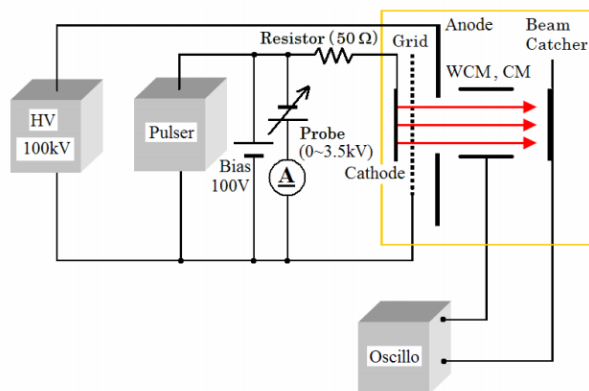 Resistor (50 Ω)
Grid
Anode
Beam
Catcher
WCM , CM
HV
100kV
Pulser
Bias
100V
Probe
(0~3.5kV)
A
Cathode
Oscillo